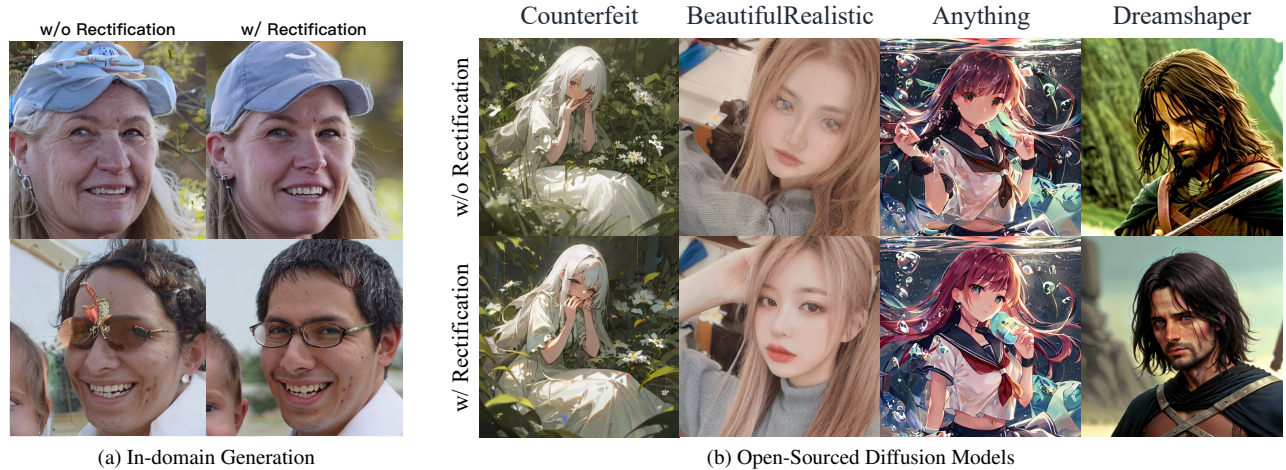 w/o Rectification w/ Rectification
Counterfeit BeautifulRealistic Anything Dreamshaper
w/o Rectification
w/ Rectification
(a) In-domain Generation
(b) Open-Sourced Diffusion Models